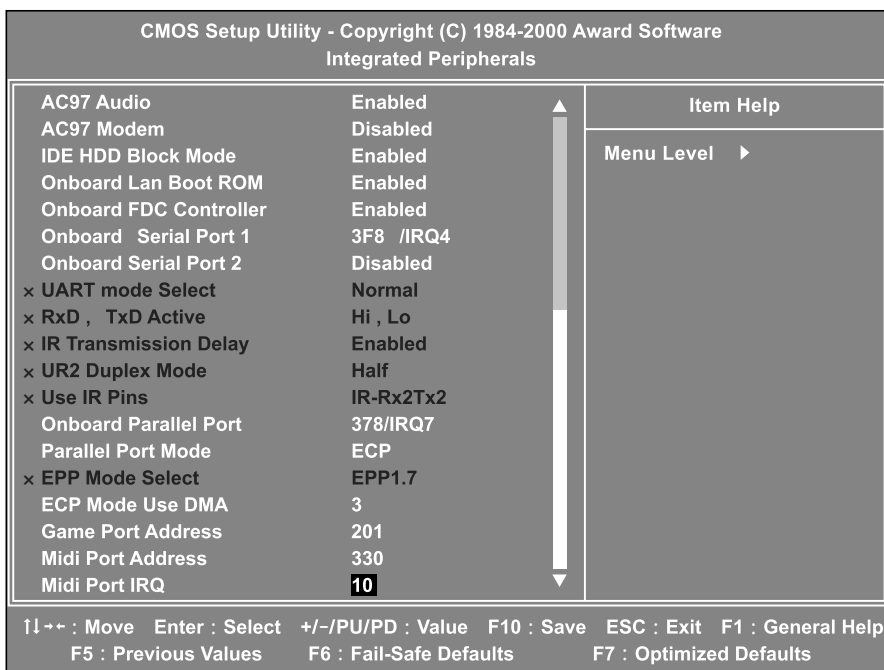 CMOS Setup Utility - Copyright (C) 1984-2000 Award Software
Integrated Peripherals
AC97 Audio Enabled
AC97 Modem Disabled
IDE HDD Block Mode Enabled
Onboard Lan Boot ROM Enabled
Onboard FDC Controller Enabled
Onboard Serial Port 1 3F8 /IRQ4
Onboard Serial Port 2 Disabled
× UART mode Select Normal
× RxD , TxD Active Hi , Lo
× IR Transmission Delay Enabled
× UR2 Duplex Mode Half
× Use IR Pins IR-Rx2Tx2
Onboard Parallel Port 378/IRQ7
Parallel Port Mode ECP
× EPP Mode Select EPP1.7
ECP Mode Use DMA 3
Game Port Address 201
Midi Port Address 330
Midi Port IRQ 10
Item Help
Menu Level ▶
↑↓→← : Move Enter : Select +/-/PU/PD : Value F10 : Save ESC : Exit F1 : General Help
F5 : Previous Values F6 : Fail-Safe Defaults F7 : Optimized Defaults